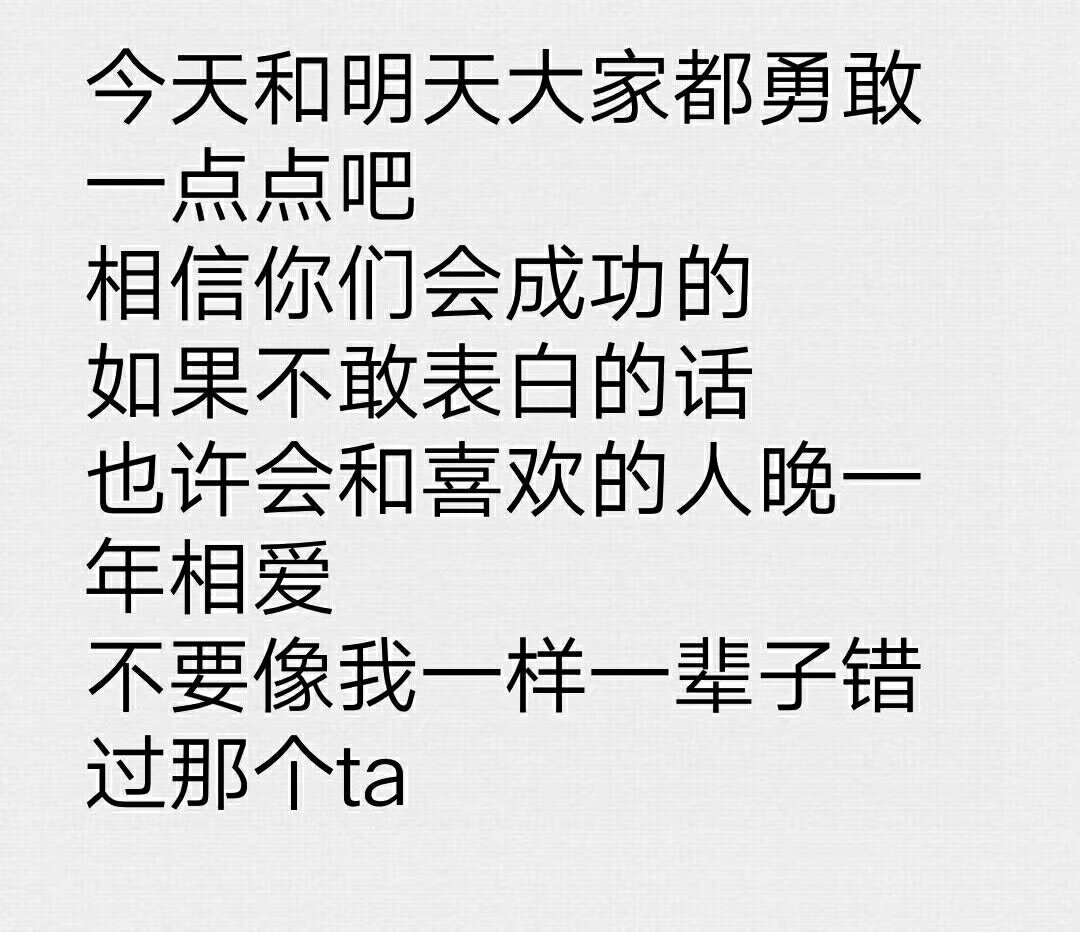 今天和明天大家都勇敢
一点点吧
相信你们会成功的
如果不敢表白的话
也许会和喜欢的人晚一
年相爱
不要像我一样一辈子错
过那个ta